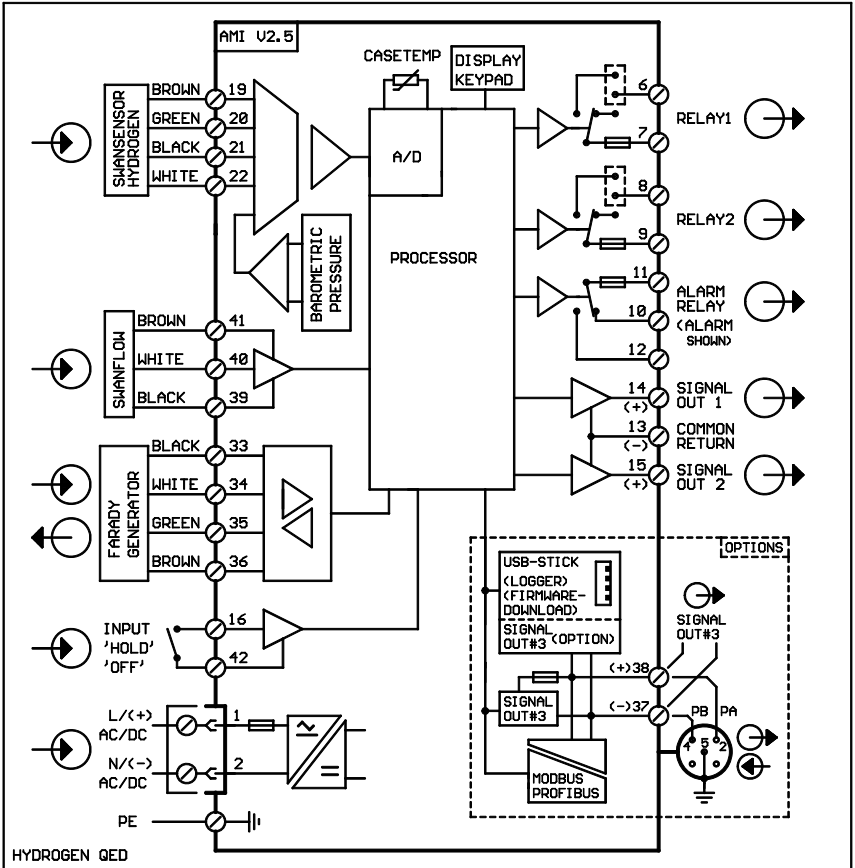 AMI V2.5
CASETEMP
DISPLAY
KEYPAD
SWANSENSOR
HYDROGEN
BROWN 19
GREEN 20
BLACK 21
WHITE 22
A/D
PROCESSOR
BAROMETRIC
PRESSURE
6
RELAY1
7
8
RELAY2
9
11
ALARM
RELAY
10
(ALARM
SHOWN)
12
SWANFLOW
BROWN 41
WHITE 40
BLACK 39
14
(+)
SIGNAL
OUT 1
13
(-)
COMMON
RETURN
15
(+)
SIGNAL
OUT 2
FARADY
GENERATOR
BLACK 33
WHITE 34
GREEN 35
BROWN 36
OPTIONS
USB-STICK
(LOGGER)
(FIRMWARE-
DOWNLOAD)
SIGNAL
OUT#3 (OPTION)
SIGNAL
OUT#3
(+)38
SIGNAL
OUT#3
(-)37
PB PA
4 5 2
MODBUS
PROFIBUS
INPUT
'HOLD'
'OFF'
16
42
L/(+)
AC/DC
1
N/(-)
AC/DC
2
PE
HYDROGEN QED